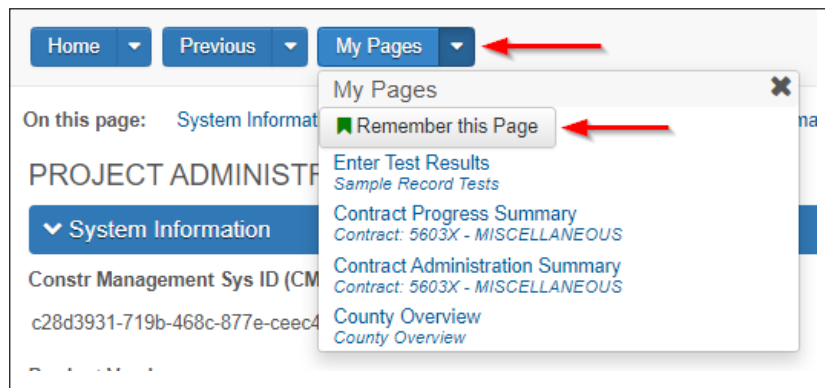 Home Previous My Pages
My Pages
On this page: System Informat
Remember this Page
Enter Test Results
Sample Record Tests
PROJECT ADMINISTR
Contract Progress Summary
Contract: 5603X - MISCELLANEOUS
System Information
Contract Administration Summary
Contract: 5603X - MISCELLANEOUS
Constr Management Sys ID (CM
County Overview
County Overview
c28d3931-719b-468c-877e-ceec4